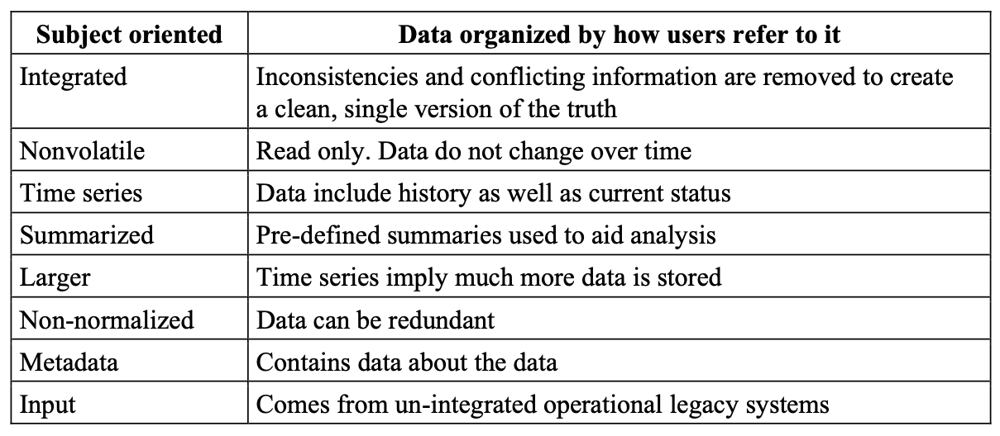 Subject oriented Data organized by how users refer to it
Integrated Inconsistencies and conflicting information are removed to create
a clean, single version of the truth
Nonvolatile Read only. Data do not change over time
Time series Data include history as well as current status
Summarized Pre-defined summaries used to aid analysis
Larger Time series imply much more data is stored
Non-normalized Data can be redundant
Metadata Contains data about the data
Input Comes from un-integrated operational legacy systems